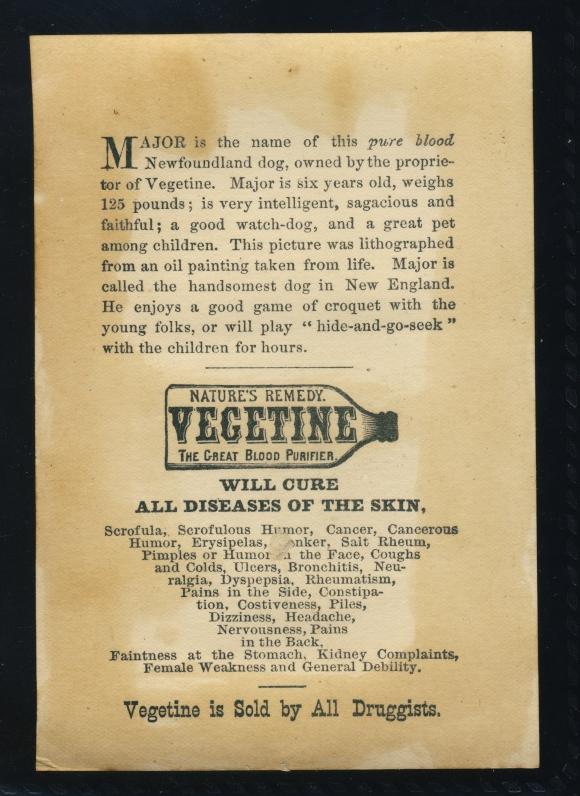 MAJOR is the name of this pure blood
Newfoundland dog, owned by the proprie-
tor of Vegetine. Major is six years old, weighs
125 pounds; is very intelligent, sagacious and
faithful; a good watch-dog, and a great pet
among children. This picture was lithographed
from an oil painting taken from life. Major is
called the handsomest dog in New England.
He enjoys a good game of croquet with the
young folks, or will play "hide-and-go-seek"
with the children for hours.
NATURE'S REMEDY.
VEGETINE
THE GREAT BLOOD PURIFIER.
WILL CURE
ALL DISEASES OF THE SKIN,
Scrofula, Scrofulous Humor, Cancer, Cancerous
Humor, Erysipelas, Salt Rheum,
Pimples or Humor the Face, Coughs
and Colds, Ulcers, Bronchitis, Neu-
ralgia, Dyspepsia, Rheumatism,
Pains in the Side, Constipa-
tion, Costiveness, Piles,
Dizziness, Headache,
Nervousness, Pains
in the Back,
Faintness at the Stomach, Kidney Complaints,
Female Weakness and General Debility.
Vegetine is Sold by All Druggists.